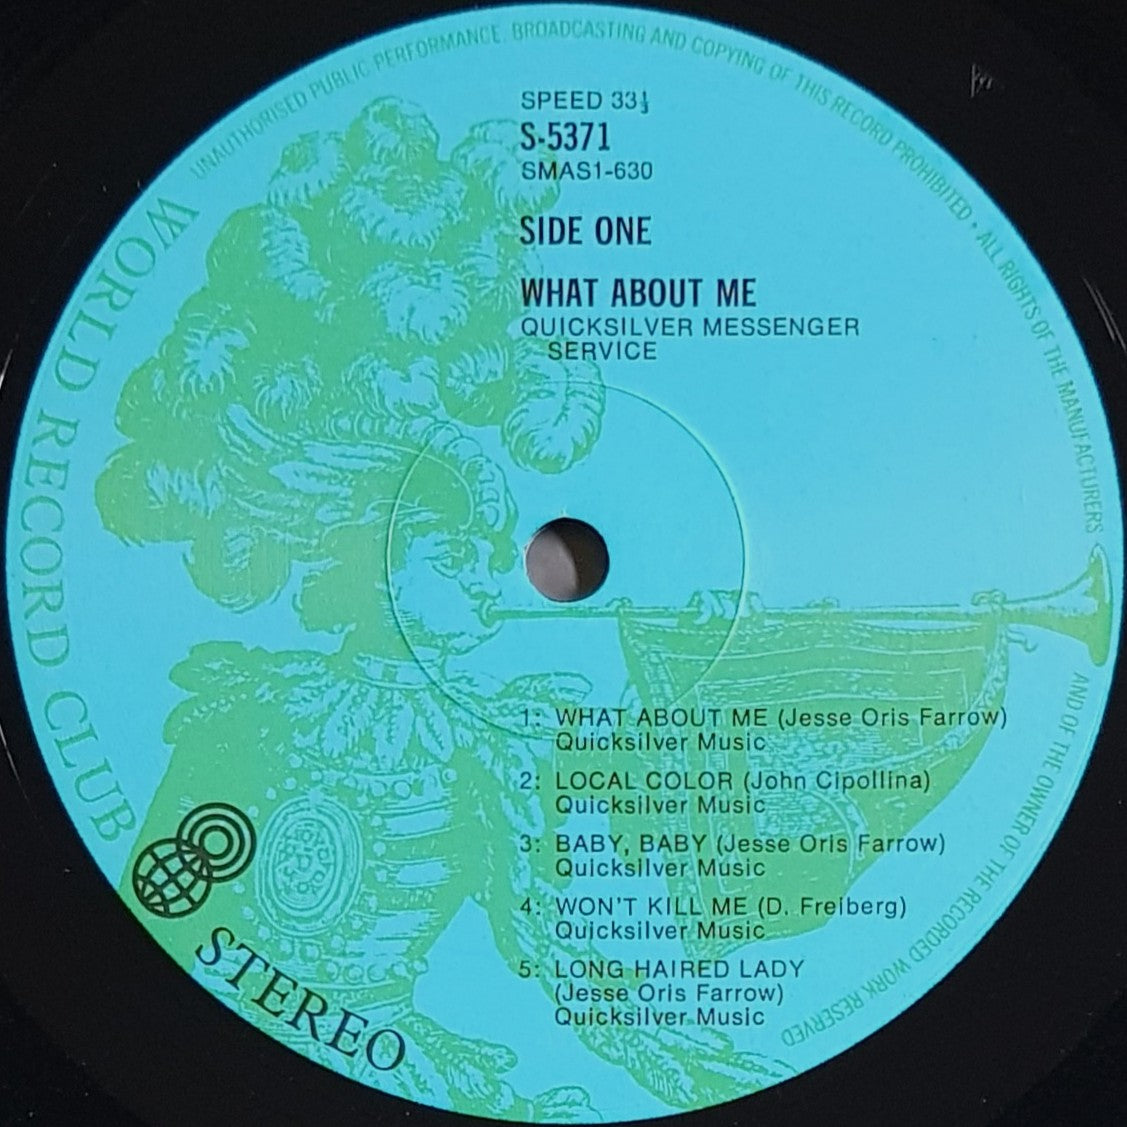 UNAUTHORISED PUBLIC PERFORMANCE, BROADCASTING AND COPYING OF THIS RECORD PROHIBITED • ALL RIGHTS OF THE MANUFACTURERS AND OF THE OWNER OF THE RECORDED WORK RESERVED
WORLD RECORD CLUB
SPEED 33⅓
S-5371
SMAS1-630
SIDE ONE
WHAT ABOUT ME
QUICKSILVER MESSENGER
SERVICE
1: WHAT ABOUT ME (Jesse Oris Farrow)
Quicksilver Music
2: LOCAL COLOR (John Cipollina)
Quicksilver Music
3: BABY, BABY (Jesse Oris Farrow)
Quicksilver Music
4: WON'T KILL ME (D. Freiberg)
Quicksilver Music
5: LONG HAIRED LADY
(Jesse Oris Farrow)
Quicksilver Music
STEREO